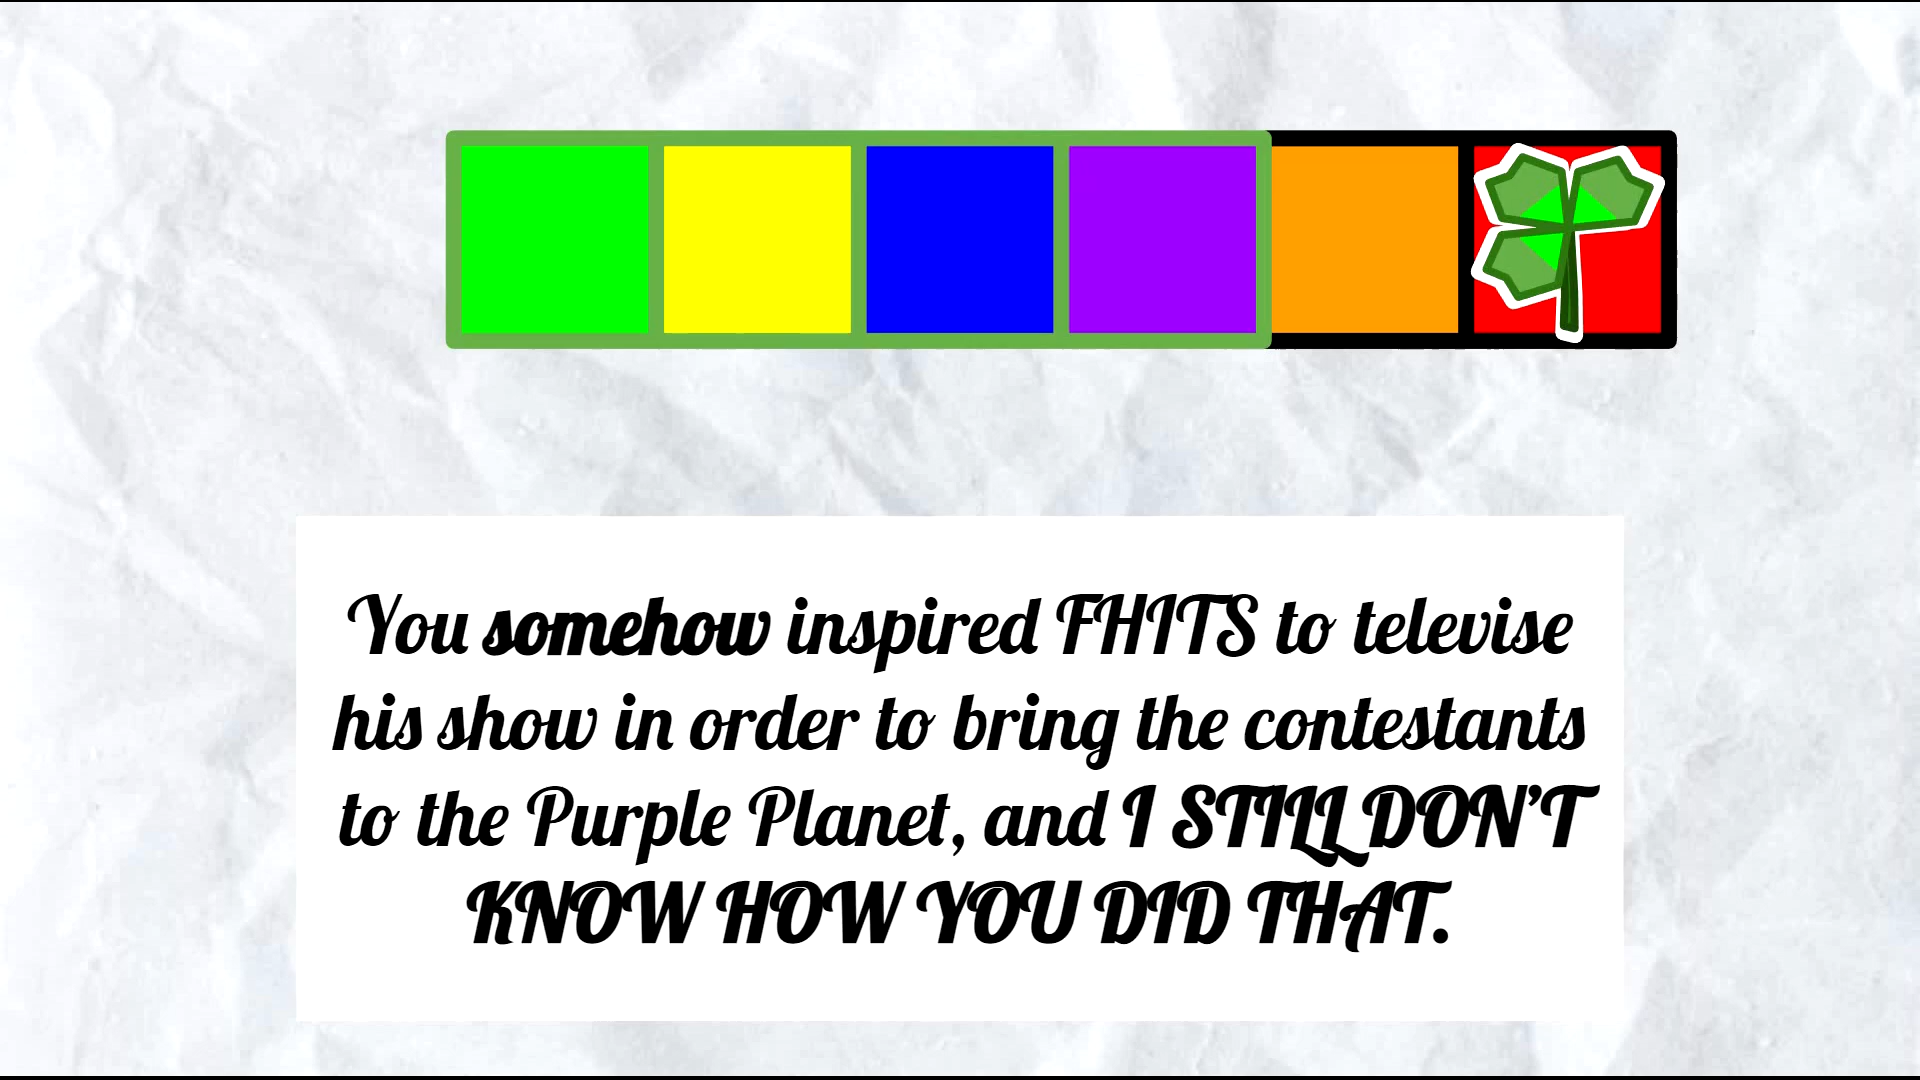 You somehow inspired FHITS to televise
his show in order to bring the contestants
to the Purple Planet, and I STILL DON'T
KNOW HOW YOU DID THAT.